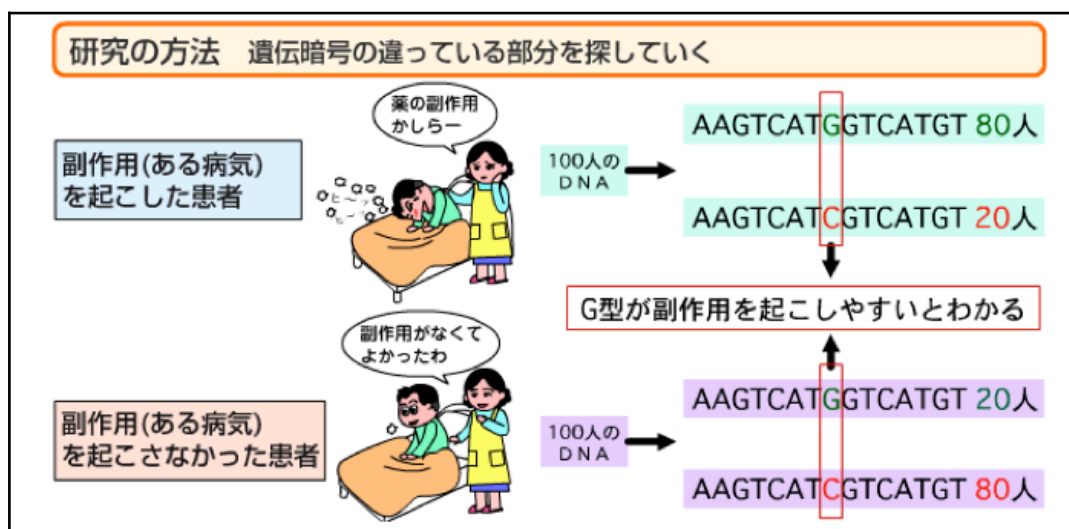 研究の方法 遺伝暗号の違っている部分を探していく
薬の副作用
かしらー
副作用(ある病気)
を起こした患者
ヒ〜ッ
ヒ〜ッ
100人の
DNA
AAGTCATGGTCATGT 80人
AAGTCATCGTCATGT 20人
G型が副作用を起こしやすいとわかる
副作用がなくて
よかったわ
副作用(ある病気)
を起こさなかった患者
100人の
DNA
AAGTCATGGTCATGT 20人
AAGTCATCGTCATGT 80人